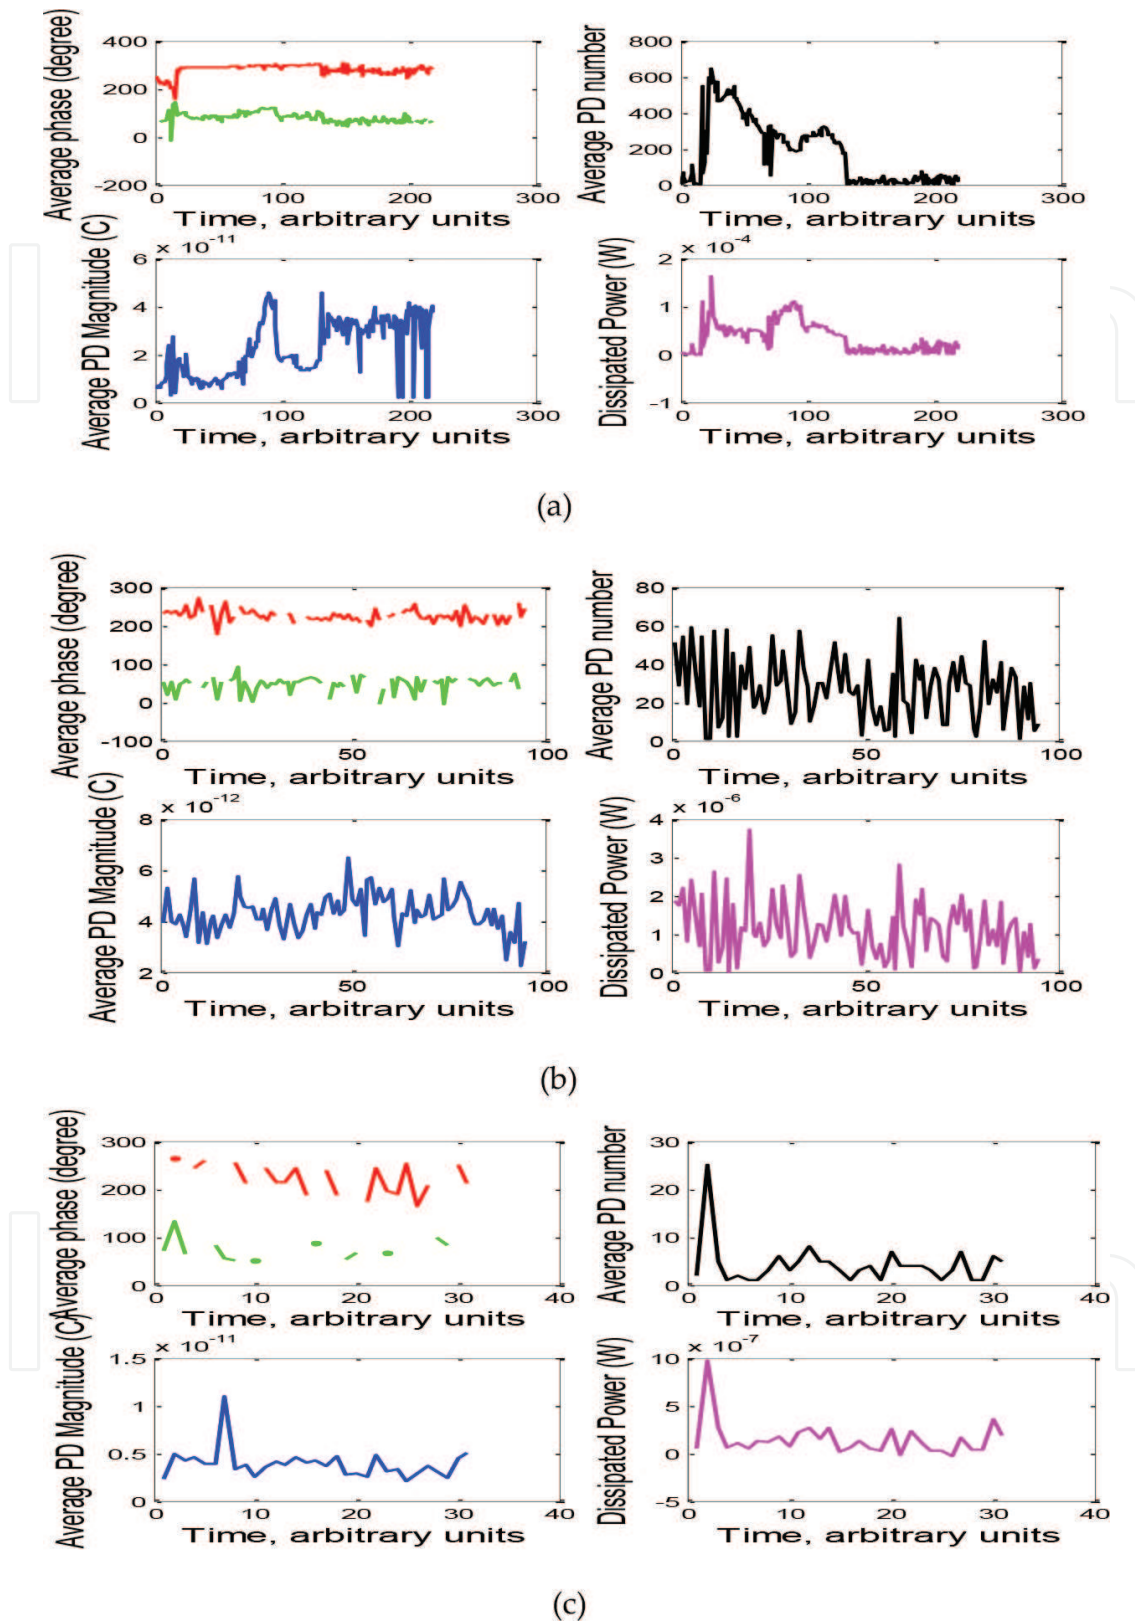 Average phase (degree)
400
200
0
-200
0 100 200 300
Time, arbitrary units
Average PD number
800
600
400
200
0
0 100 200 300
Time, arbitrary units
Average PD Magnitude (C)
x 10-11
6
4
2
0
0 100 200 300
Time, arbitrary units
Dissipated Power (W)
x 10-4
2
1
0
-1
0 100 200 300
Time, arbitrary units
(a)
Average phase (degree)
300
200
100
0
-100
0 50 100
Time, arbitrary units
Average PD number
80
60
40
20
0
0 50 100
Time, arbitrary units
Average PD Magnitude (C)
x 10-12
8
6
4
2
0 50 100
Time, arbitrary units
Dissipated Power (W)
x 10-6
4
3
2
1
0
0 50 100
Time, arbitrary units
(b)
Average phase (degree)
300
200
100
0
0 10 20 30 40
Time, arbitrary units
Average PD number
30
20
10
0
0 10 20 30 40
Time, arbitrary units
Average PD Magnitude (C)
x 10-11
1.5
1
0.5
0
0 10 20 30 40
Time, arbitrary units
Dissipated Power (W)
x 10-7
10
5
0
-5
0 10 20 30 40
Time, arbitrary units
(c)